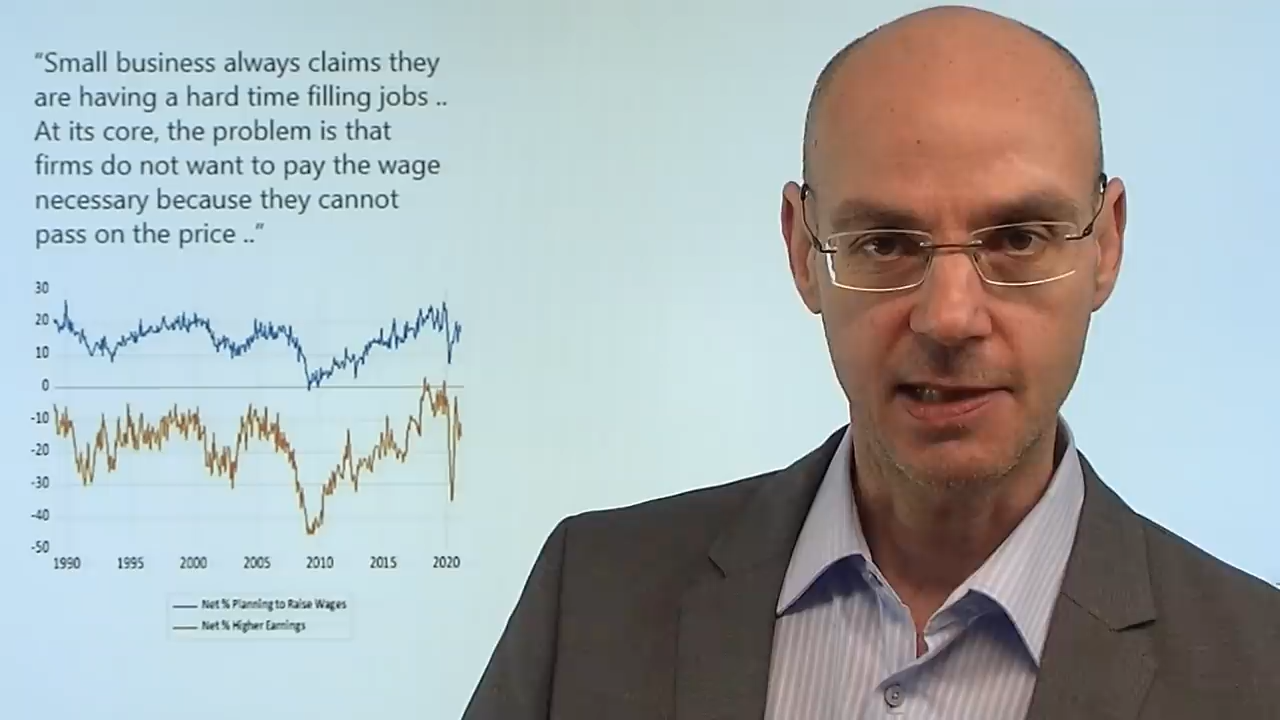 “Small business always claims they
are having a hard time filling jobs ..
At its core, the problem is that
firms do not want to pay the wage
necessary because they cannot
pass on the price ..”
30
20
10
0
-10
-20
-30
-40
-50
1990 1995 2000 2005 2010 2015 2020
Net % Planning to Raise Wages
Net % Higher Earnings